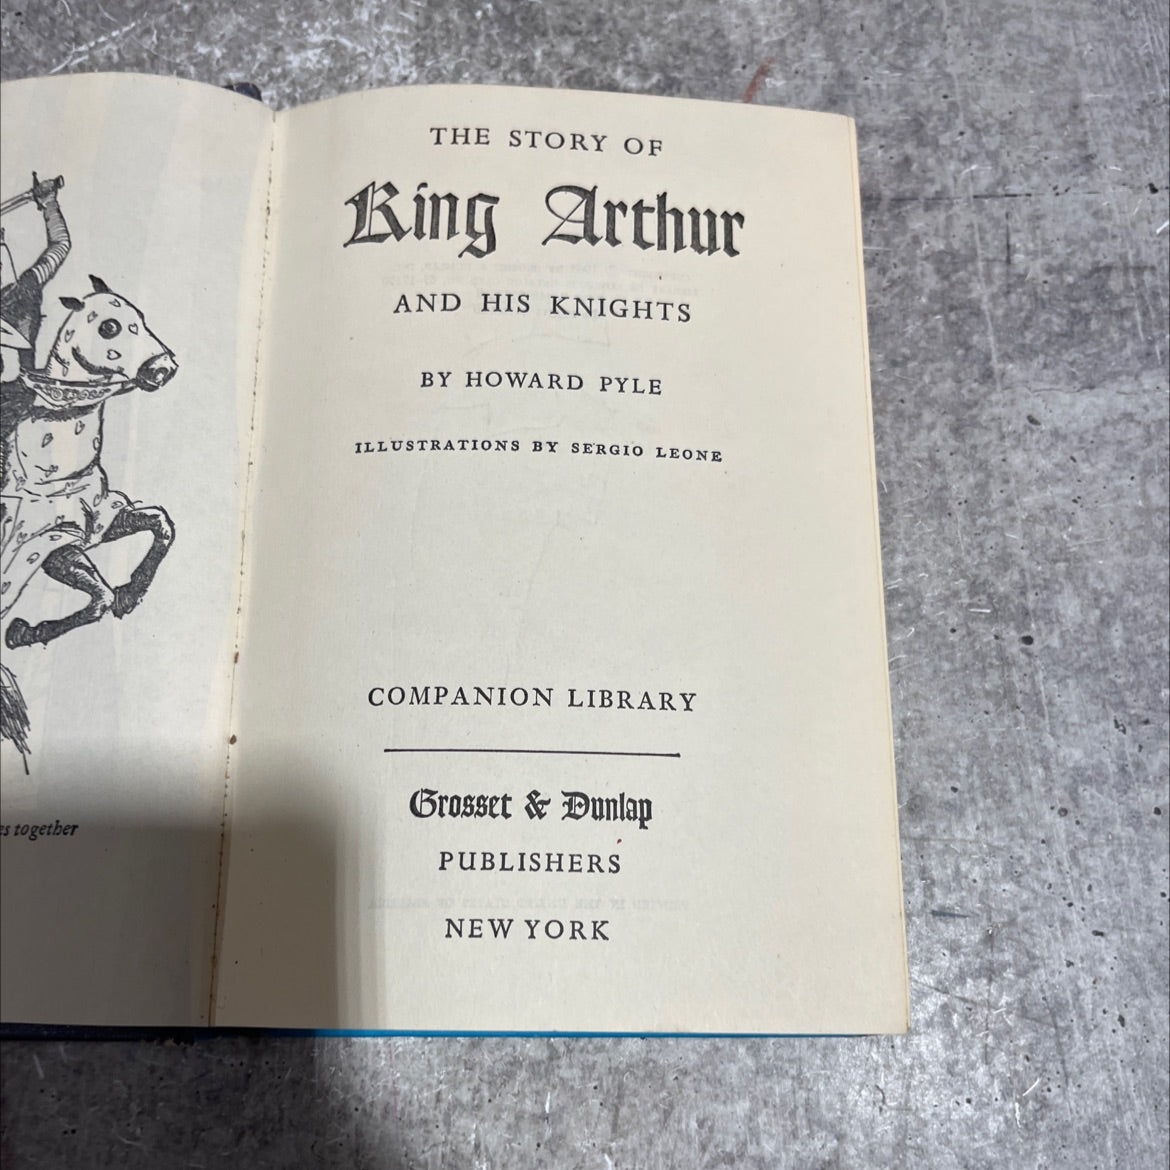 THE STORY OF
King Arthur
AND HIS KNIGHTS
BY HOWARD PYLE
ILLUSTRATIONS BY SERGIO LEONE
COMPANION LIBRARY
Grosset & Dunlap
PUBLISHERS
NEW YORK
together